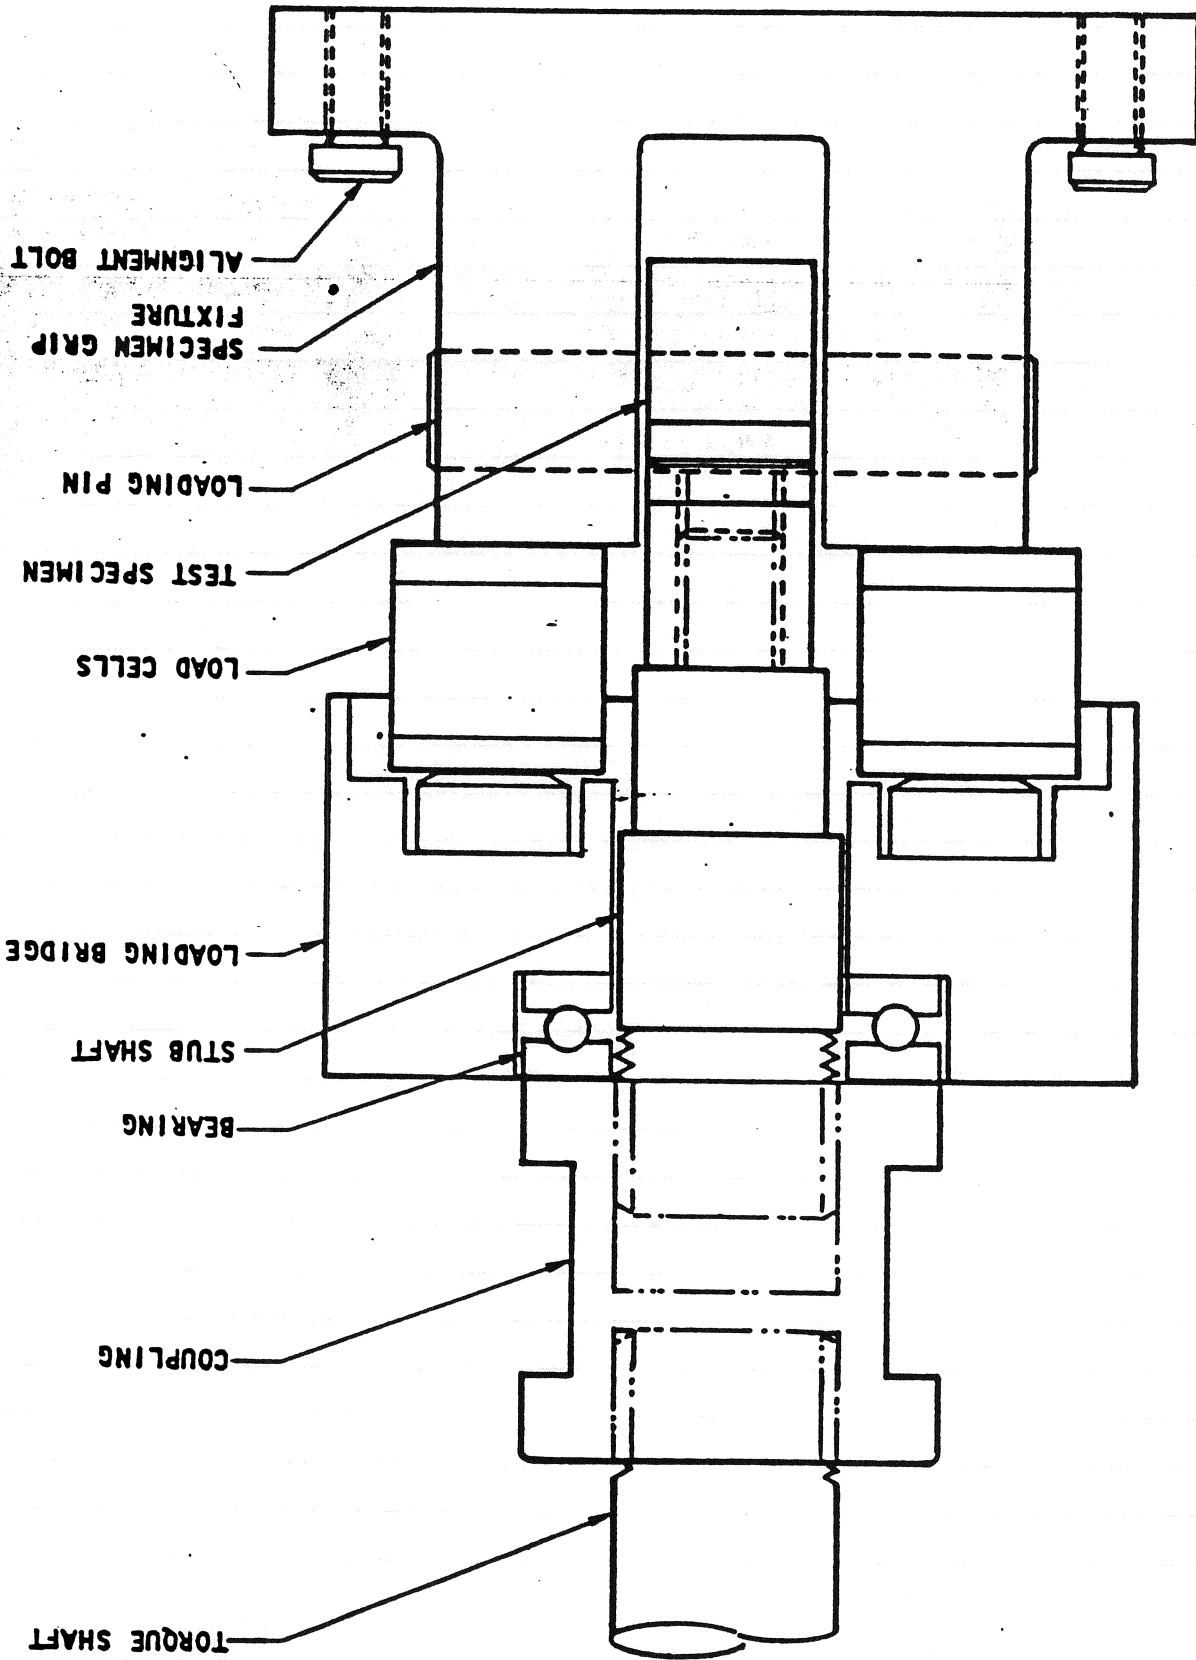 TORQUE SHAFT
COUPLING
BEARING
STUB SHAFT
LOADING BRIDGE
LOAD CELLS
TEST SPECIMEN
LOADING PIN
SPECIMEN GRIP
FIXTURE
ALIGNMENT BOLT